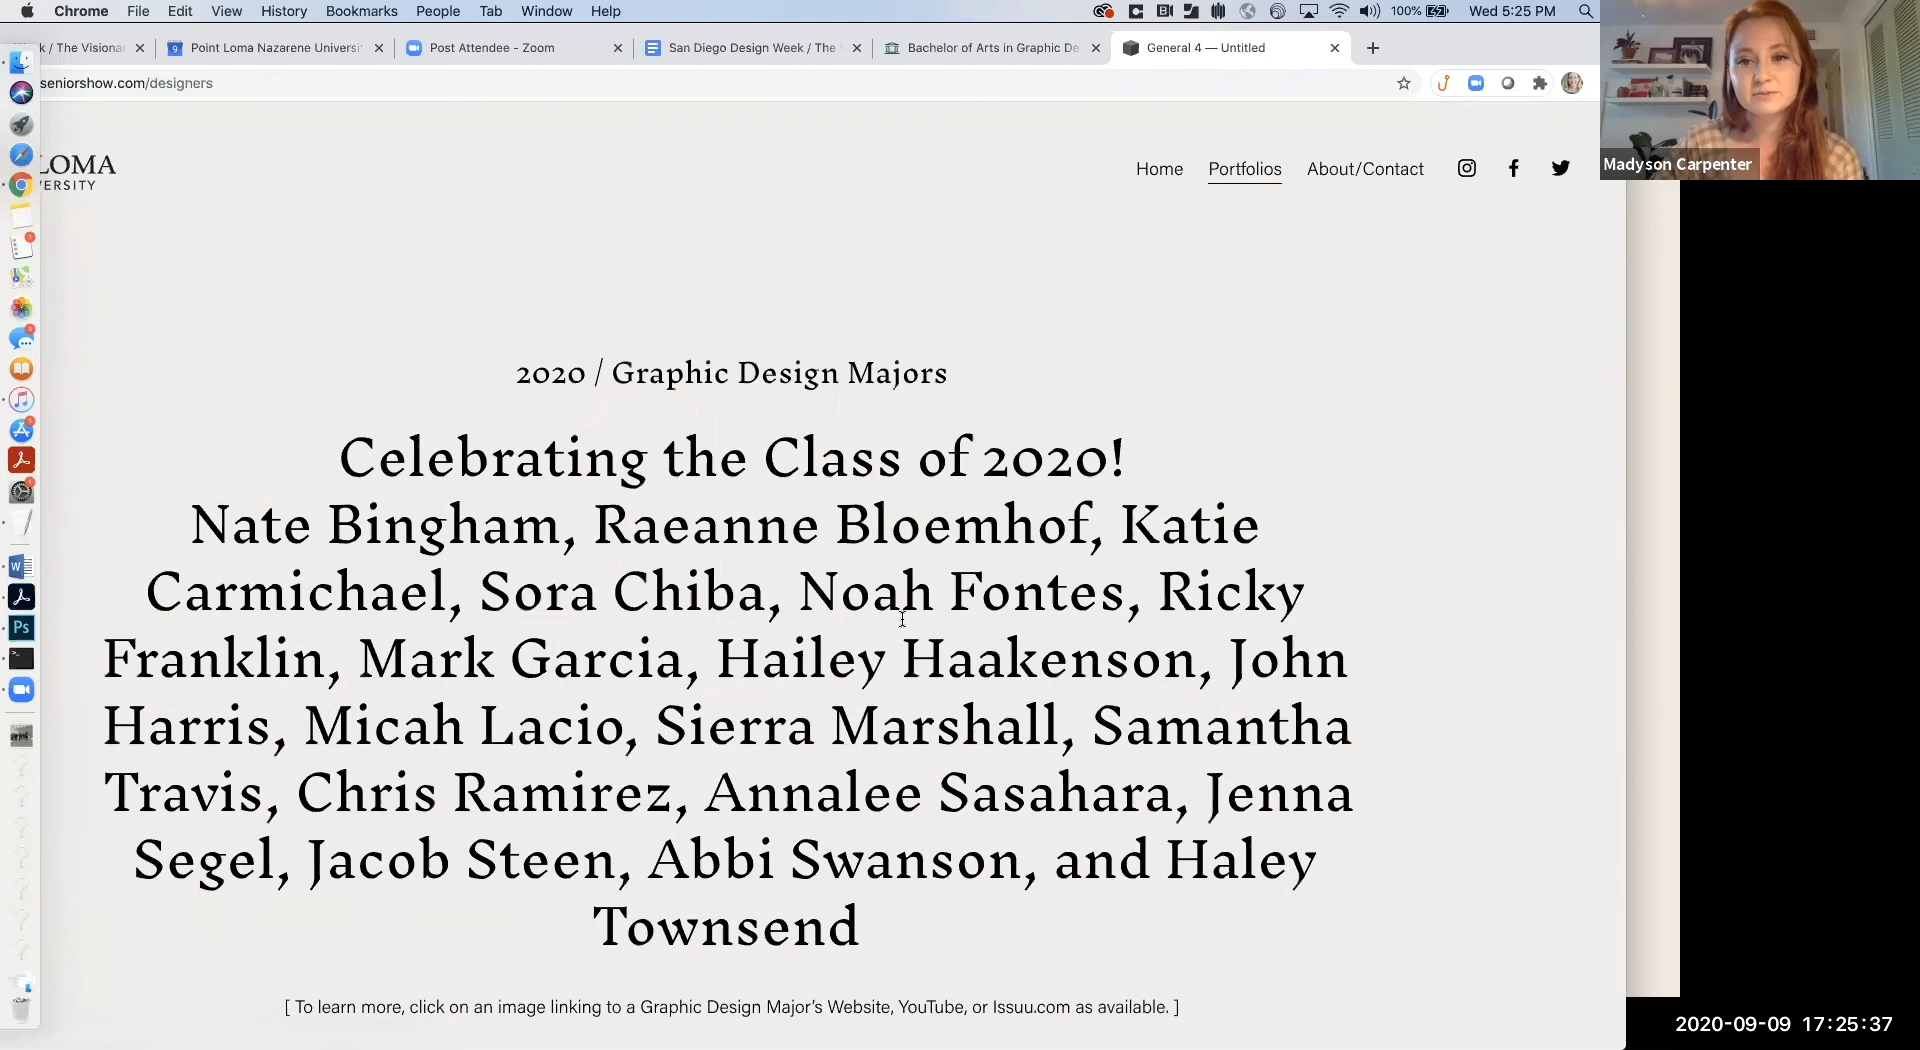 Chrome File Edit View History Bookmarks People Tab Window Help
100% Wed 5:25 PM
k / The Visionar
Point Loma Nazarene Universi
Post Attendee - Zoom
San Diego Design Week / The
Bachelor of Arts in Graphic De
General 4 — Untitled
seniorshow.com/designers
Madyson Carpenter
LOMA
ERSITY
Home Portfolios About/Contact
2020 / Graphic Design Majors
Celebrating the Class of 2020!
Nate Bingham, Raeanne Bloemhof, Katie
Carmichael, Sora Chiba, Noah Fontes, Ricky
Franklin, Mark Garcia, Hailey Haakenson, John
Harris, Micah Lacio, Sierra Marshall, Samantha
Travis, Chris Ramirez, Annalee Sasahara, Jenna
Segel, Jacob Steen, Abbi Swanson, and Haley
Townsend
[ To learn more, click on an image linking to a Graphic Design Major's Website, YouTube, or Issuu.com as available. ]
Ps
2020-09-09 17:25:37